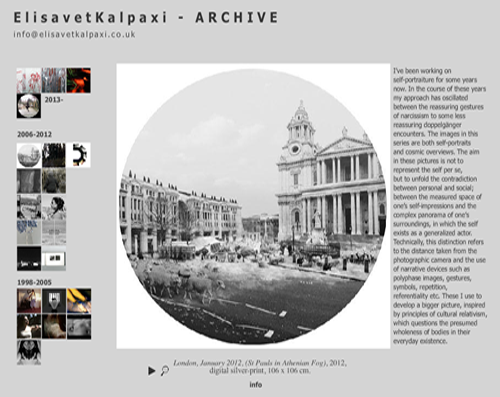 ElisavetKalpaxi - ARCHIVE
info@elisavetkalpaxi.co.uk
2013-
2006-2012
1998-2005
I've been working on
self-portraiture for some years
now. In the course of these years
my approach has oscillated
between the reassuring gestures
of narcissism to some less
reassuring doppelgänger
encounters. The images in this
series are both self-portraits
and cosmic overviews. The aim
in these pictures is not to
represent the self per se,
but to unfold the contradiction
between personal and social;
between the measured space of
one's self-impressions and the
complex panorama of one's
surroundings, in which the self
exists as a generalized actor.
Technically, this distinction refers
to the distance taken from the
photographic camera and the use
of narrative devices such as
polyphase images, gestures,
symbols, repetition,
referentiality etc. These I use to
develop a bigger picture, inspired
by principles of cultural relativism,
which questions the presumed
wholeness of bodies in their
everyday existence.
London, January 2012, (St Pauls in Athenian Fog), 2012,
digital silver-print, 106 x 106 cm.
info